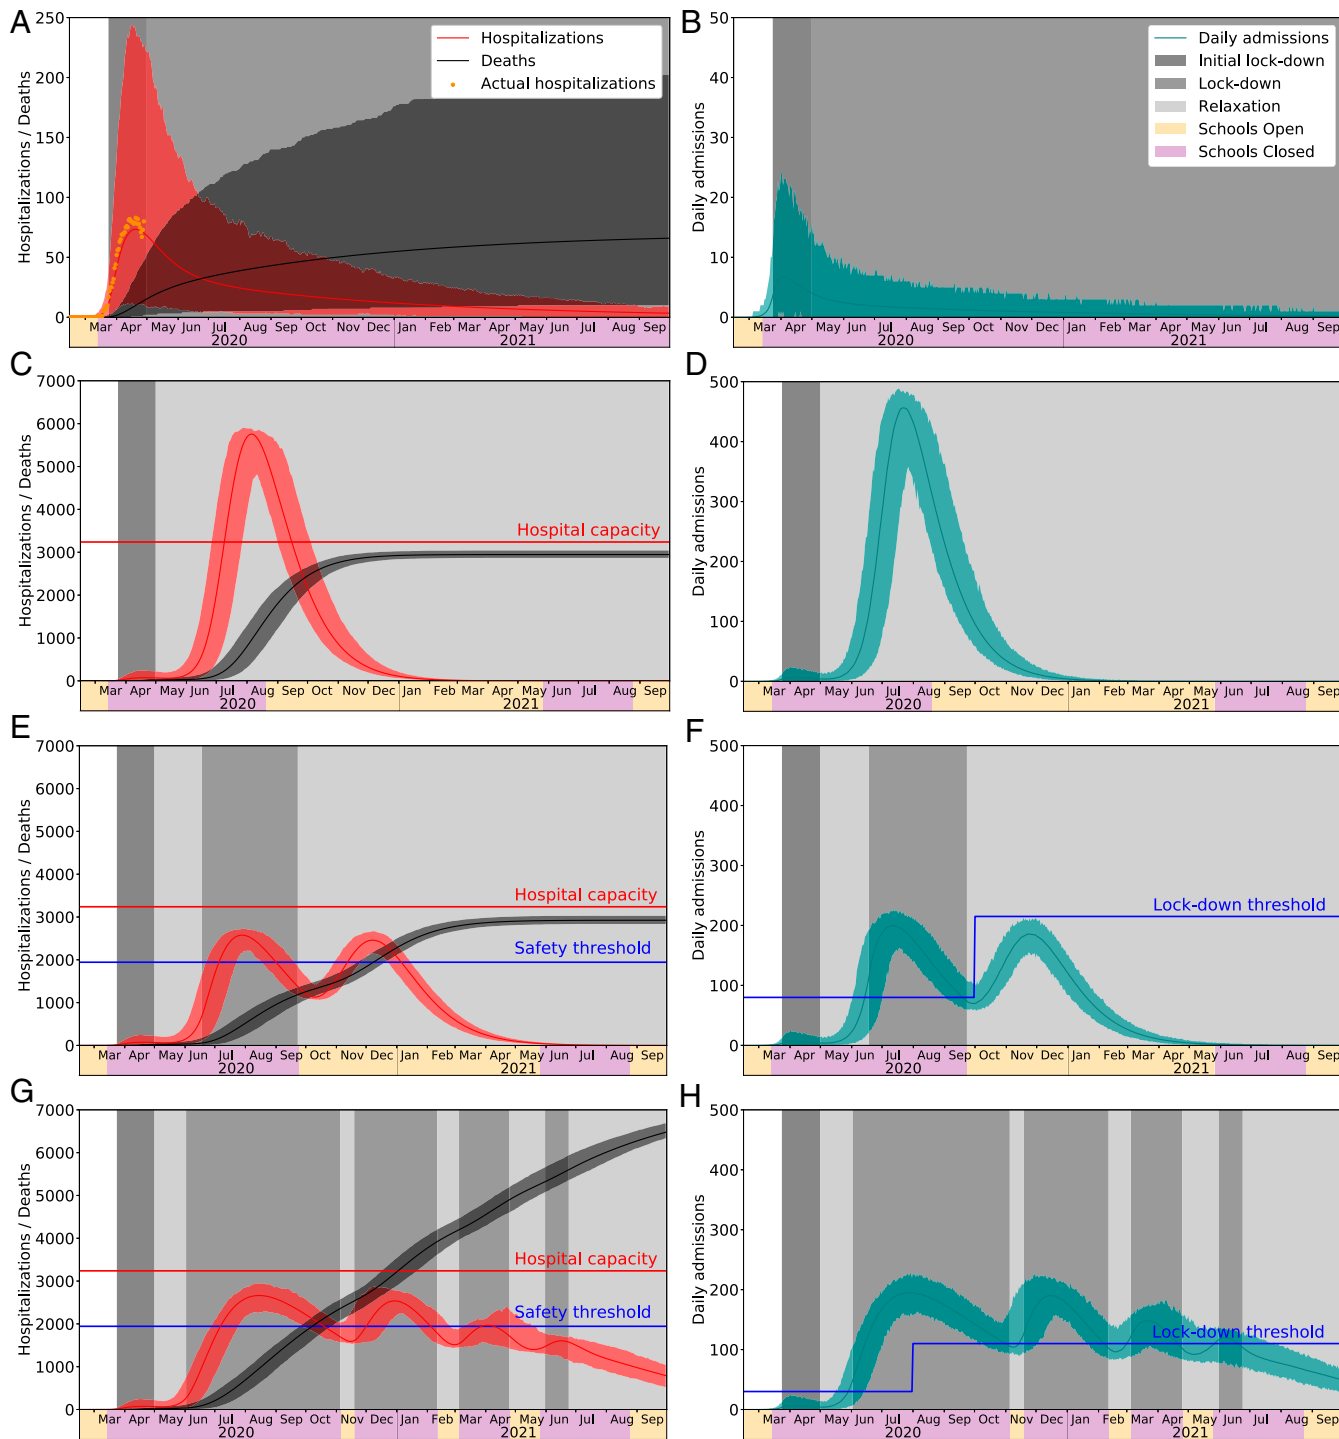 A
250
200
150
100
50
0
Hospitalizations / Deaths
Hospitalizations
Deaths
Actual hospitalizations
Mar Apr May Jun Jul Aug Sep Oct Nov Dec Jan Feb Mar Apr May Jun Jul Aug Sep
2020 2021
B
50
40
30
20
10
0
Daily admissions
Daily admissions
Initial lock-down
Lock-down
Relaxation
Schools Open
Schools Closed
Mar Apr May Jun Jul Aug Sep Oct Nov Dec Jan Feb Mar Apr May Jun Jul Aug Sep
2020 2021
C
7000
6000
5000
4000
3000
2000
1000
0
Hospitalizations / Deaths
Hospital capacity
Mar Apr May Jun Jul Aug Sep Oct Nov Dec Jan Feb Mar Apr May Jun Jul Aug Sep
2020 2021
D
500
400
300
200
100
0
Daily admissions
Mar Apr May Jun Jul Aug Sep Oct Nov Dec Jan Feb Mar Apr May Jun Jul Aug Sep
2020 2021
E
7000
6000
5000
4000
3000
2000
1000
0
Hospitalizations / Deaths
Hospital capacity
Safety threshold
Mar Apr May Jun Jul Aug Sep Oct Nov Dec Jan Feb Mar Apr May Jun Jul Aug Sep
2020 2021
F
500
400
300
200
100
0
Daily admissions
Lock-down threshold
Mar Apr May Jun Jul Aug Sep Oct Nov Dec Jan Feb Mar Apr May Jun Jul Aug Sep
2020 2021
G
7000
6000
5000
4000
3000
2000
1000
0
Hospitalizations / Deaths
Hospital capacity
Safety threshold
Mar Apr May Jun Jul Aug Sep Oct Nov Dec Jan Feb Mar Apr May Jun Jul Aug Sep
2020 2021
H
500
400
300
200
100
0
Daily admissions
Lock-down threshold
Mar Apr May Jun Jul Aug Sep Oct Nov Dec Jan Feb Mar Apr May Jun Jul Aug Sep
2020 2021